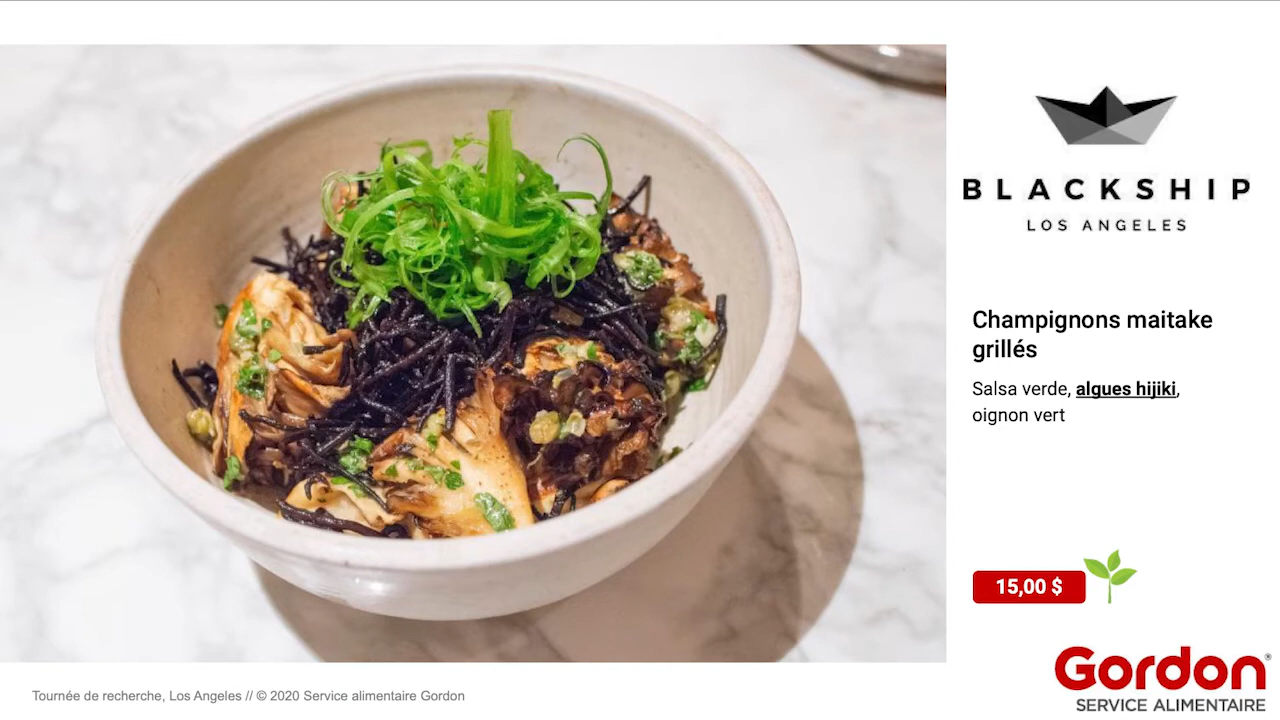 BLACKSHIP
LOS ANGELES
Champignons maitake
grillés
Salsa verde, algues hijiki,
oignon vert
15,00 $
Gordon®
SERVICE ALIMENTAIRE
Tournée de recherche, Los Angeles // © 2020 Service alimentaire Gordon